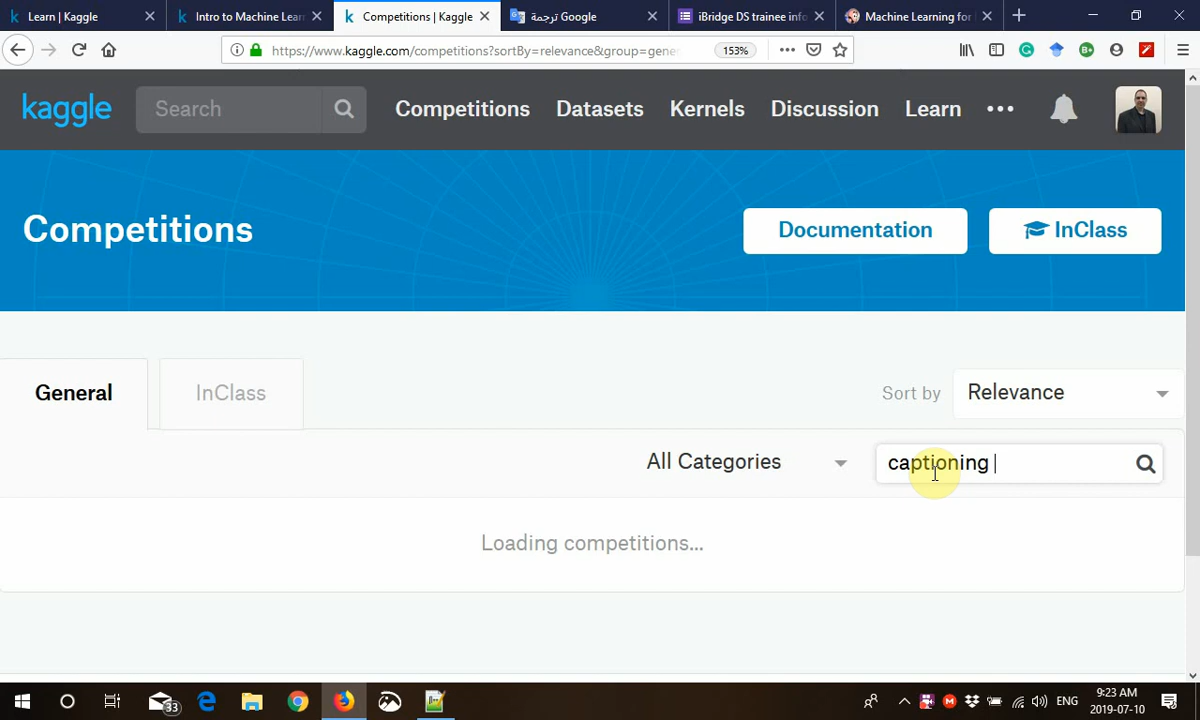 Learn | Kaggle
Intro to Machine Lear
Competitions | Kaggle
ترجمة Google
iBridge DS trainee info
Machine Learning for
https://www.kaggle.com/competitions?sortBy=relevance&group=gene
153%
kaggle
Search
Competitions
Datasets
Kernels
Discussion
Learn
Competitions
Documentation
InClass
General
InClass
Sort by
Relevance
All Categories
captioning
Loading competitions...
33
ENG
9:23 AM
2019-07-10